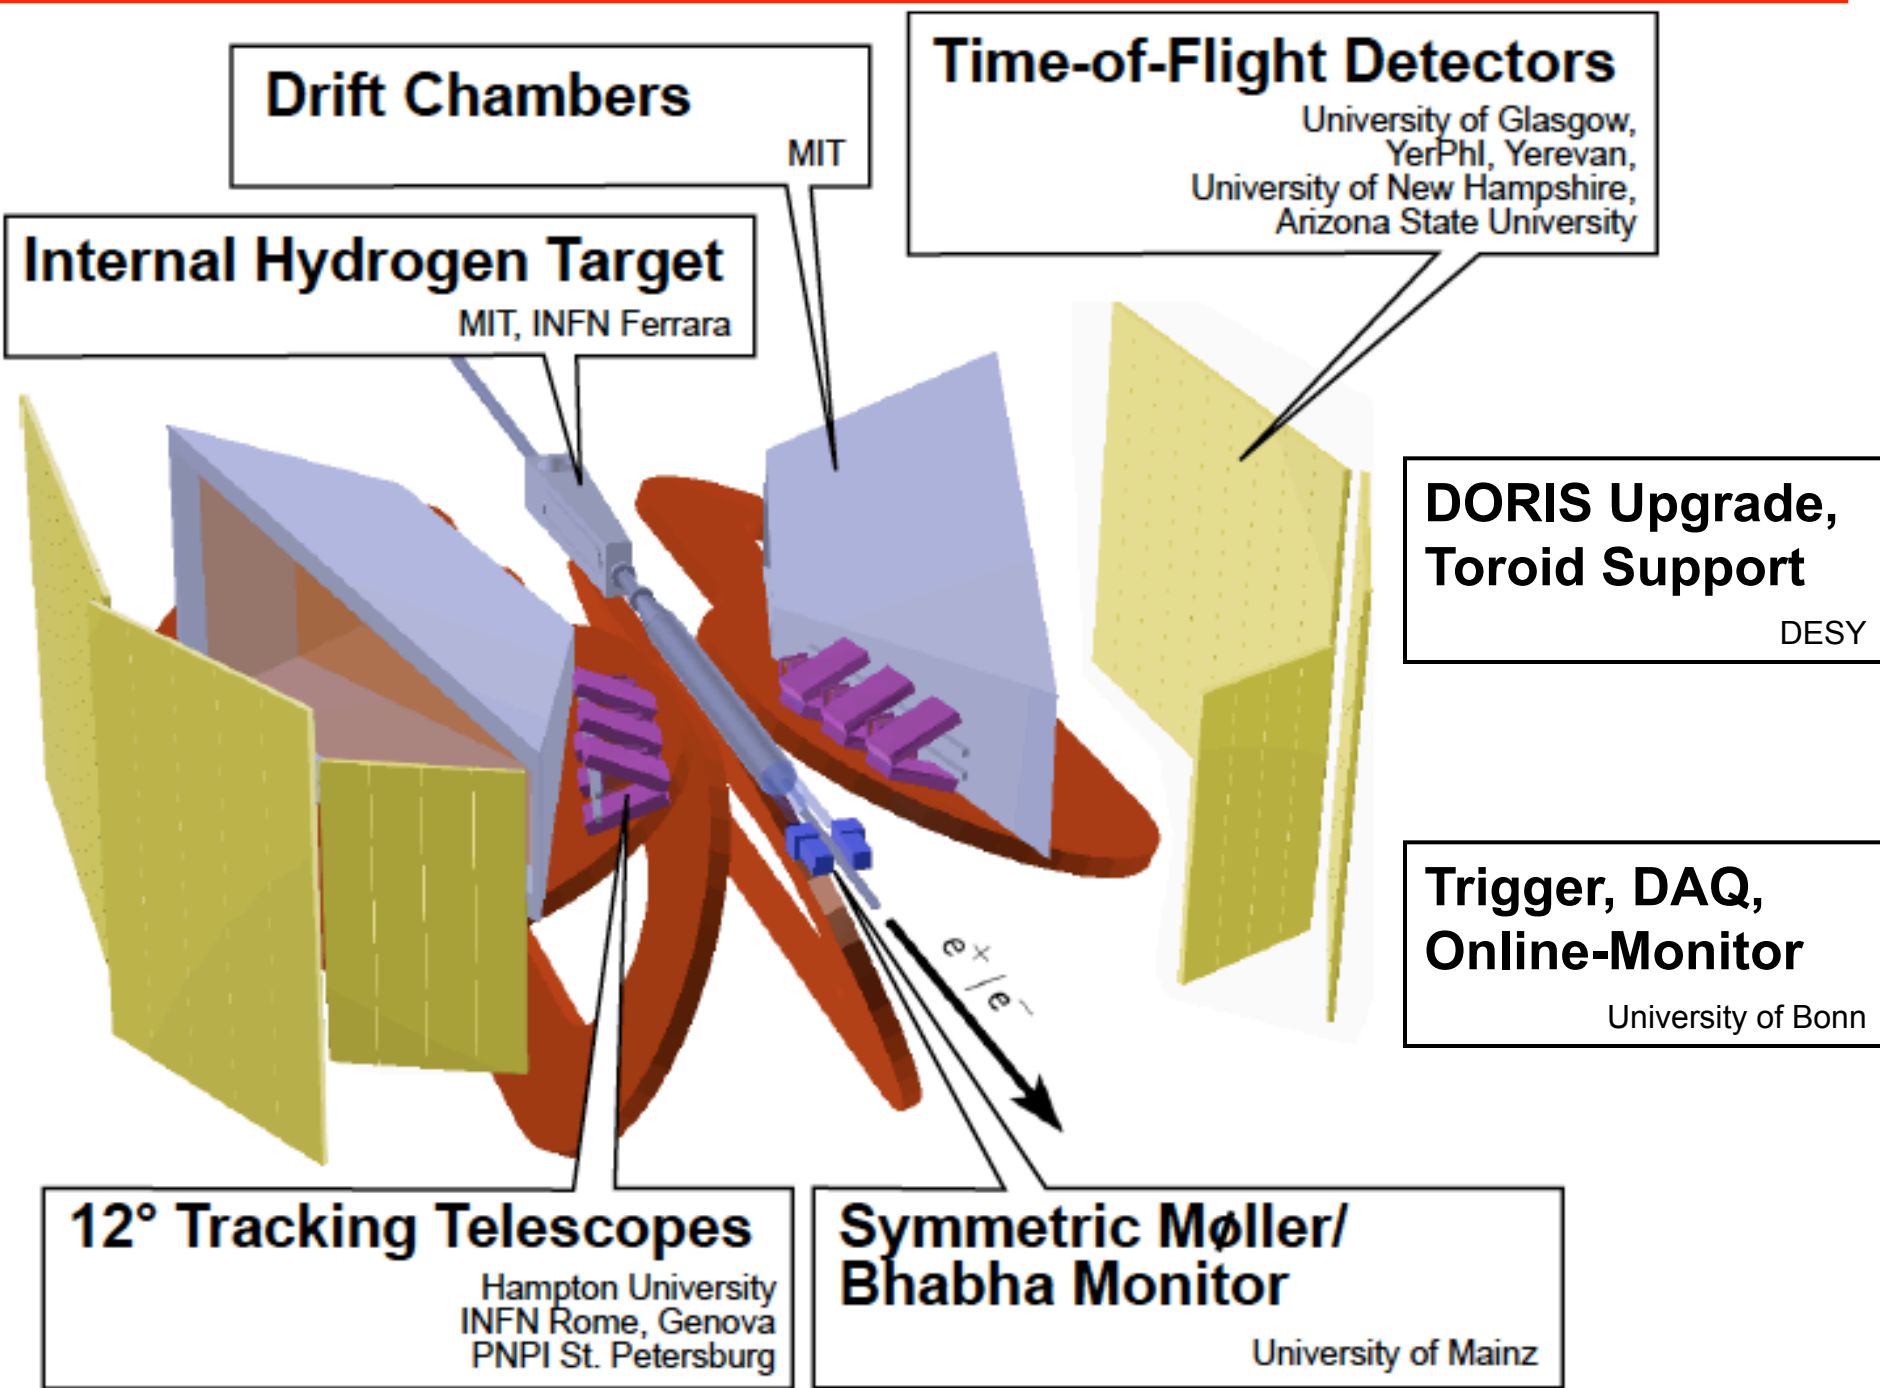 Drift Chambers
MIT
Time-of-Flight Detectors
University of Glasgow,
YerPhI, Yerevan,
University of New Hampshire,
Arizona State University
Internal Hydrogen Target
MIT, INFN Ferrara
DORIS Upgrade,
Toroid Support
DESY
Trigger, DAQ,
Online-Monitor
University of Bonn
e⁺/e⁻
12° Tracking Telescopes
Hampton University
INFN Rome, Genova
PNPI St. Petersburg
Symmetric Møller/
Bhabha Monitor
University of Mainz